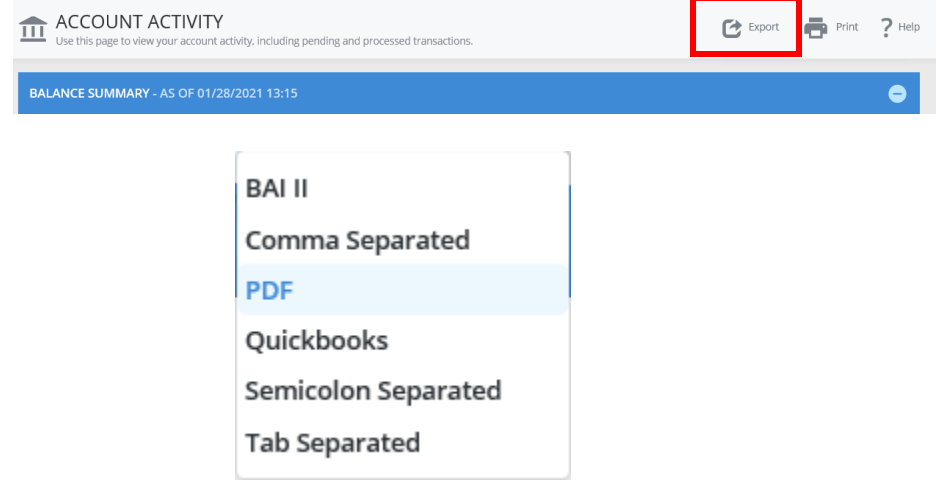 ACCOUNT ACTIVITY
Use this page to view your account activity, including pending and processed transactions.
Export
Print
? Help
BALANCE SUMMARY - AS OF 01/28/2021 13:15
BAI II
Comma Separated
PDF
Quickbooks
Semicolon Separated
Tab Separated